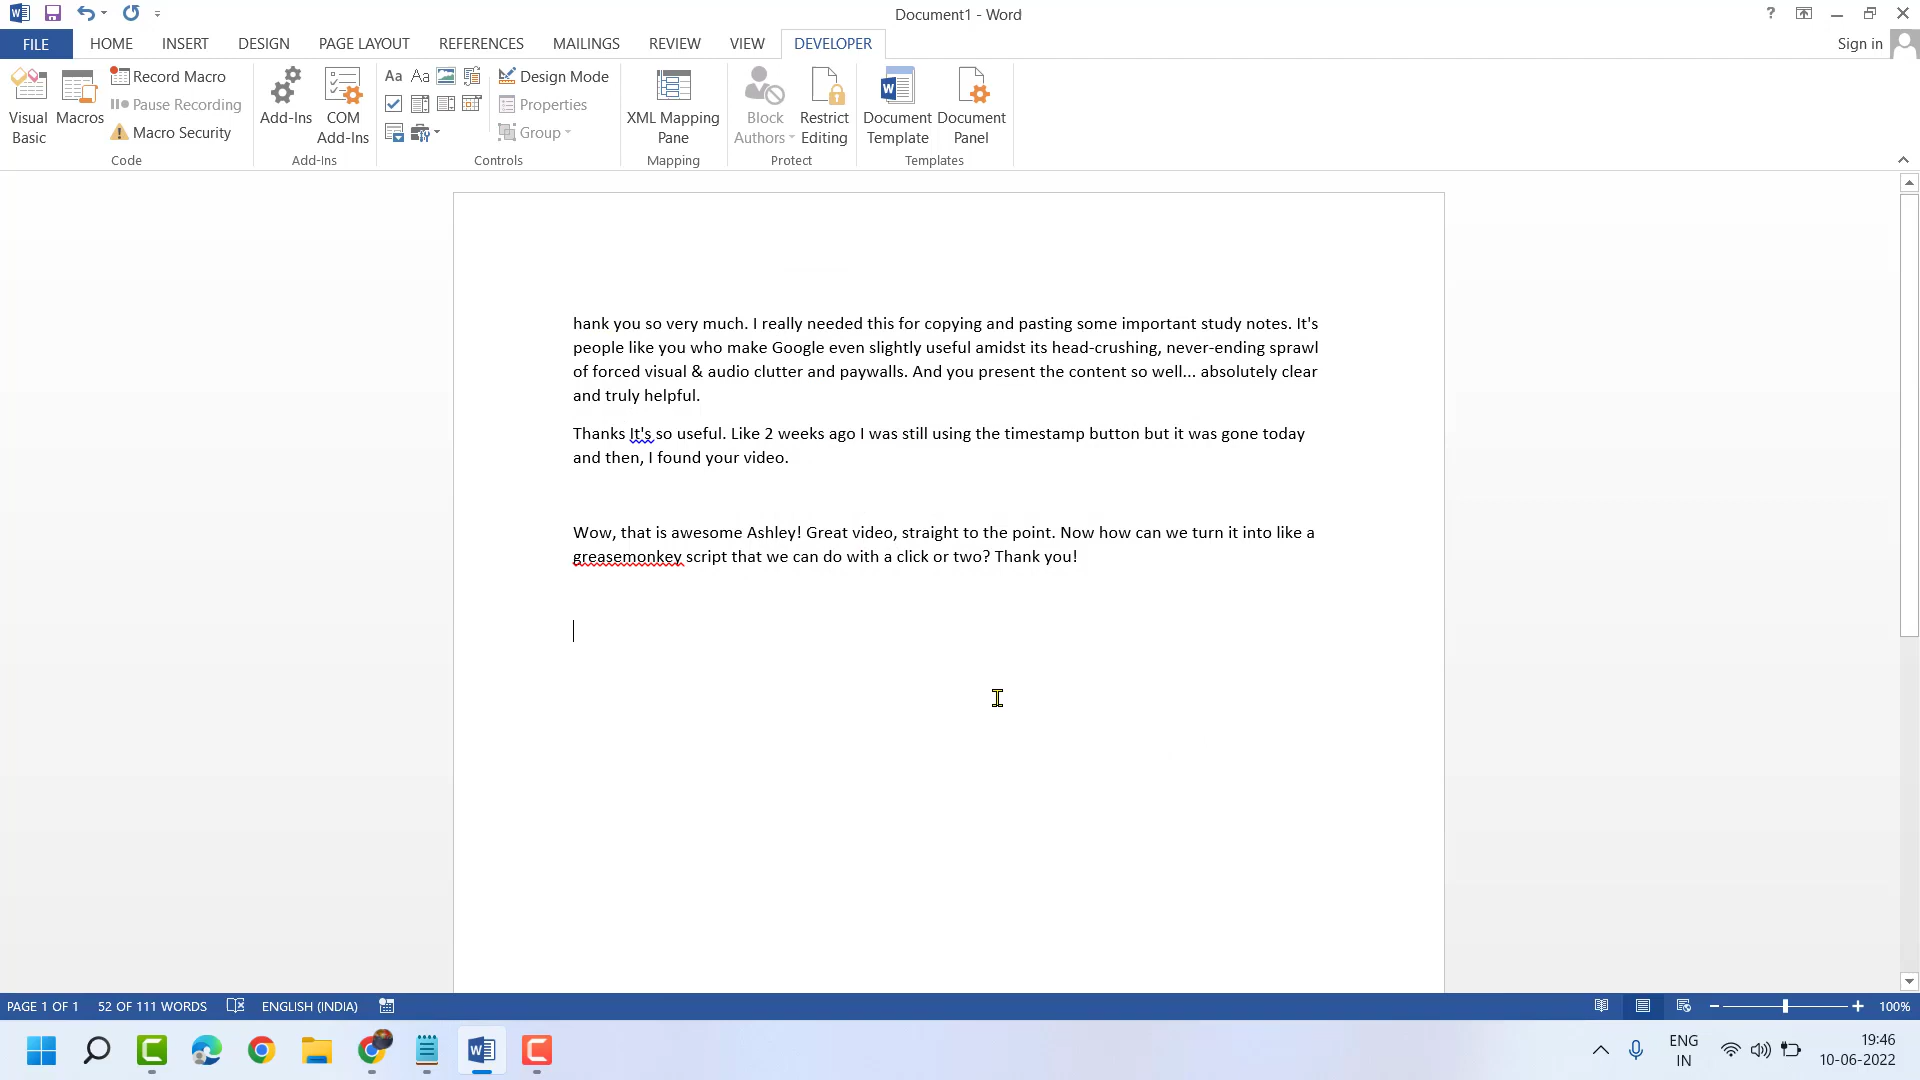 Document1 - Word
?
FILE
HOME
INSERT
DESIGN
PAGE LAYOUT
REFERENCES
MAILINGS
REVIEW
VIEW
DEVELOPER
Sign in
Visual Basic
Macros
Record Macro
Pause Recording
Macro Security
Code
Add-Ins
COM Add-Ins
Add-Ins
Aa Aa
Design Mode
Properties
Group
Controls
XML Mapping Pane
Mapping
Block Authors
Restrict Editing
Protect
Document Template
Document Panel
Templates
hank you so very much. I really needed this for copying and pasting some important study notes. It's
people like you who make Google even slightly useful amidst its head-crushing, never-ending sprawl
of forced visual & audio clutter and paywalls. And you present the content so well... absolutely clear
and truly helpful.
Thanks It's so useful. Like 2 weeks ago I was still using the timestamp button but it was gone today
and then, I found your video.
Wow, that is awesome Ashley! Great video, straight to the point. Now how can we turn it into like a
greasemonkey script that we can do with a click or two? Thank you!
PAGE 1 OF 1
52 OF 111 WORDS
ENGLISH (INDIA)
100%
ENG
IN
19:46
10-06-2022